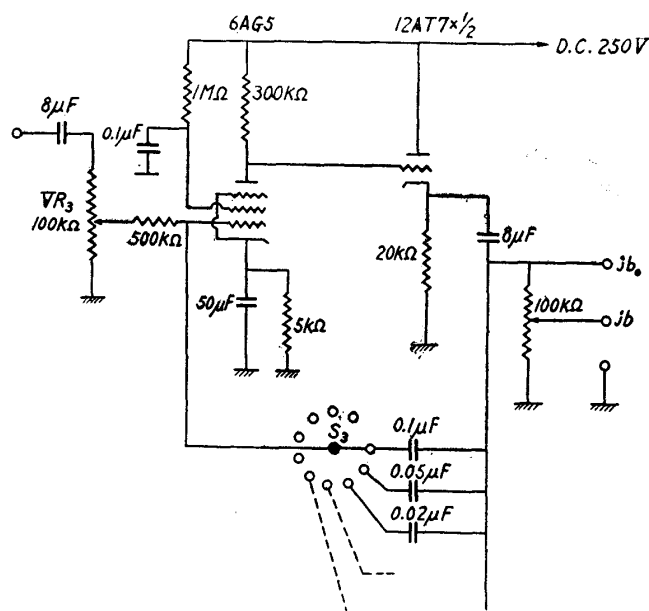 6AG5
12AT7×1/2
D.C. 250V
1MΩ
300kΩ
8μF
0.1μF
VR3
100kΩ
500kΩ
20kΩ
8μF
jb0
100kΩ
jb
50μF
5kΩ
S3
0.1μF
0.05μF
0.02μF